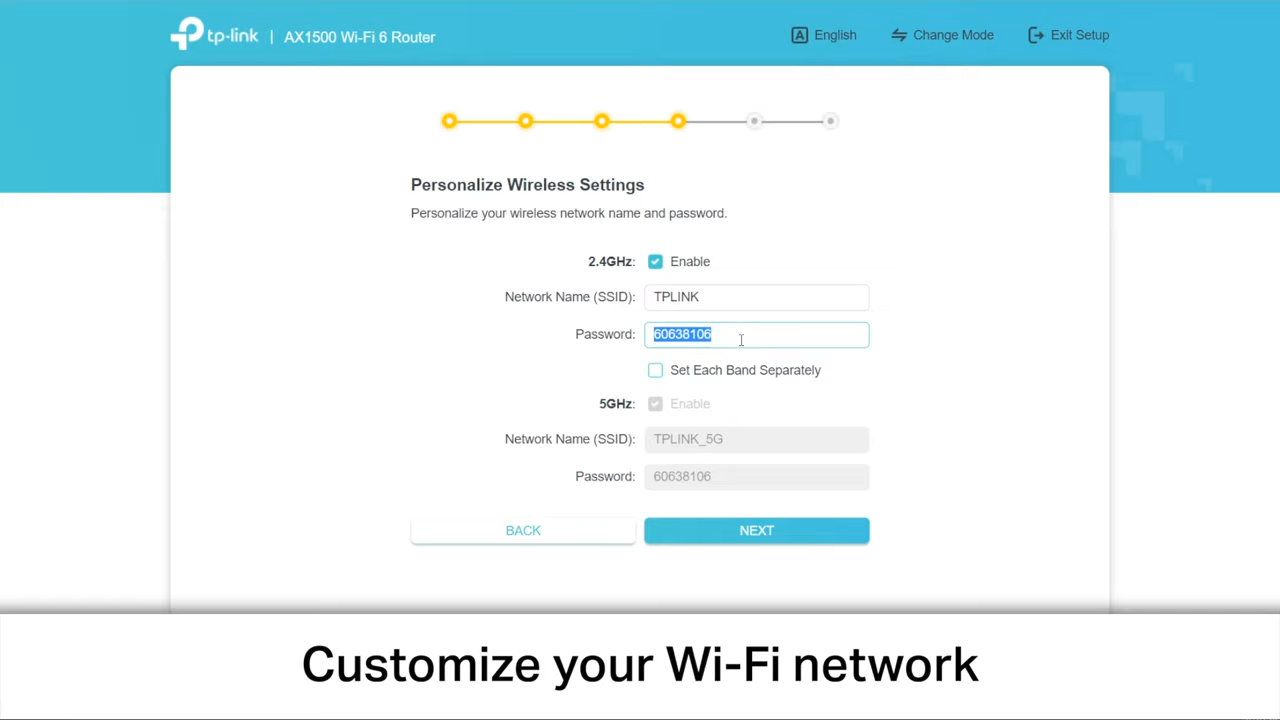 tp-link | AX1500 Wi-Fi 6 Router
A English Change Mode Exit Setup
Personalize Wireless Settings
Personalize your wireless network name and password.
2.4GHz: Enable
Network Name (SSID): TPLINK
Password: 60638106
Set Each Band Separately
5GHz: Enable
Network Name (SSID): TPLINK_5G
Password: 60638106
BACK NEXT
Customize your Wi-Fi network